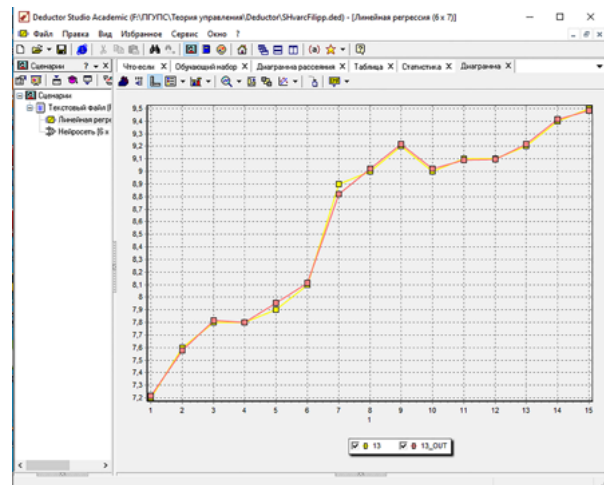 Deductor Studio Academic (F:\ПГУПС\Теория управления\Deductor\SHvarcFilipp.ded) - [Линейная регрессия (6 x 7)]
Файл Правка Вид Избранное Сервис Окно ?
Сценарии ? X
Что-если X Обучающий набор X Диаграмма рассеяния X Таблица X Статистика X Диаграмма X
Сценарии
Текстовый файл (F
Линейная регре
Нейросеть [6 x
9,5
9,4
9,3
9,2
9,1
9
8,9
8,8
8,7
8,6
8,5
8,4
8,3
8,2
8,1
8
7,9
7,8
7,7
7,6
7,5
7,4
7,3
7,2
1 2 3 4 5 6 7 8 9 10 11 12 13 14 15
1
13 13_OUT